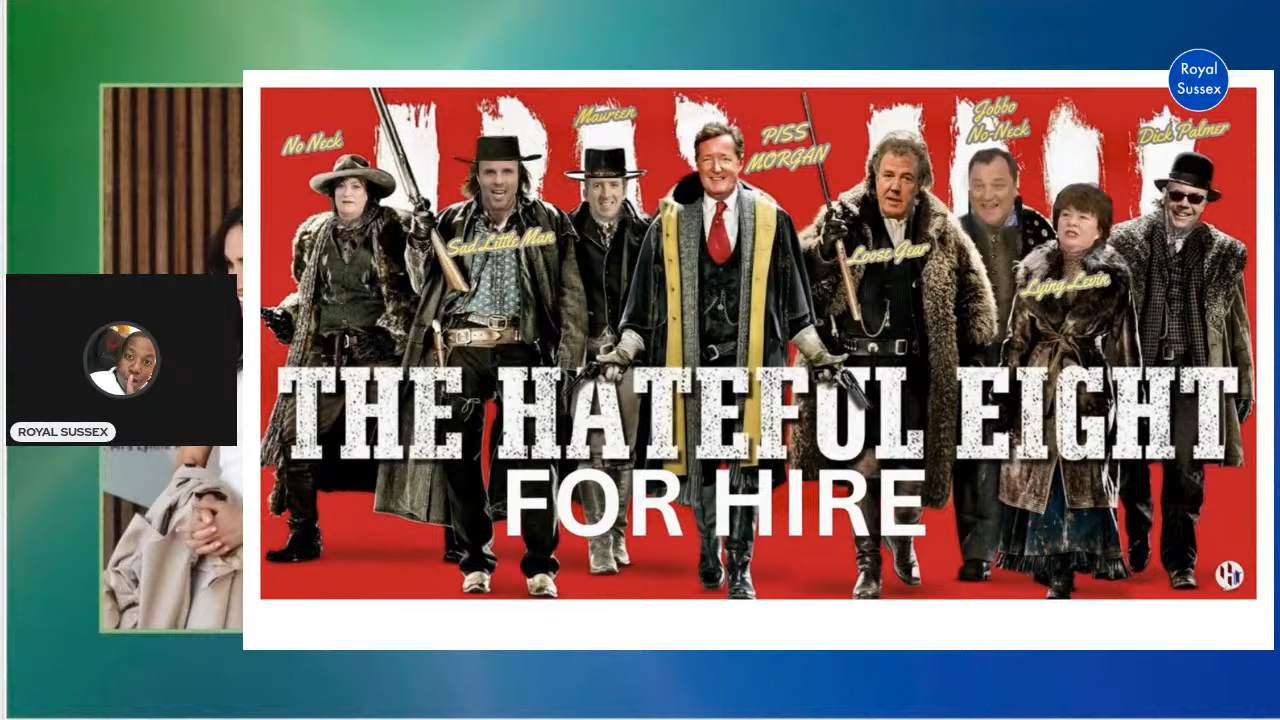 Royal
Sussex
No Neck
Maureen
PISS
MORGAN
Gobbo
No-Neck
Dick Palmer
Sad Little Man
Loose Gear
Lying Levin
THE HATEFUL EIGHT
FOR HIRE
ROYAL SUSSEX